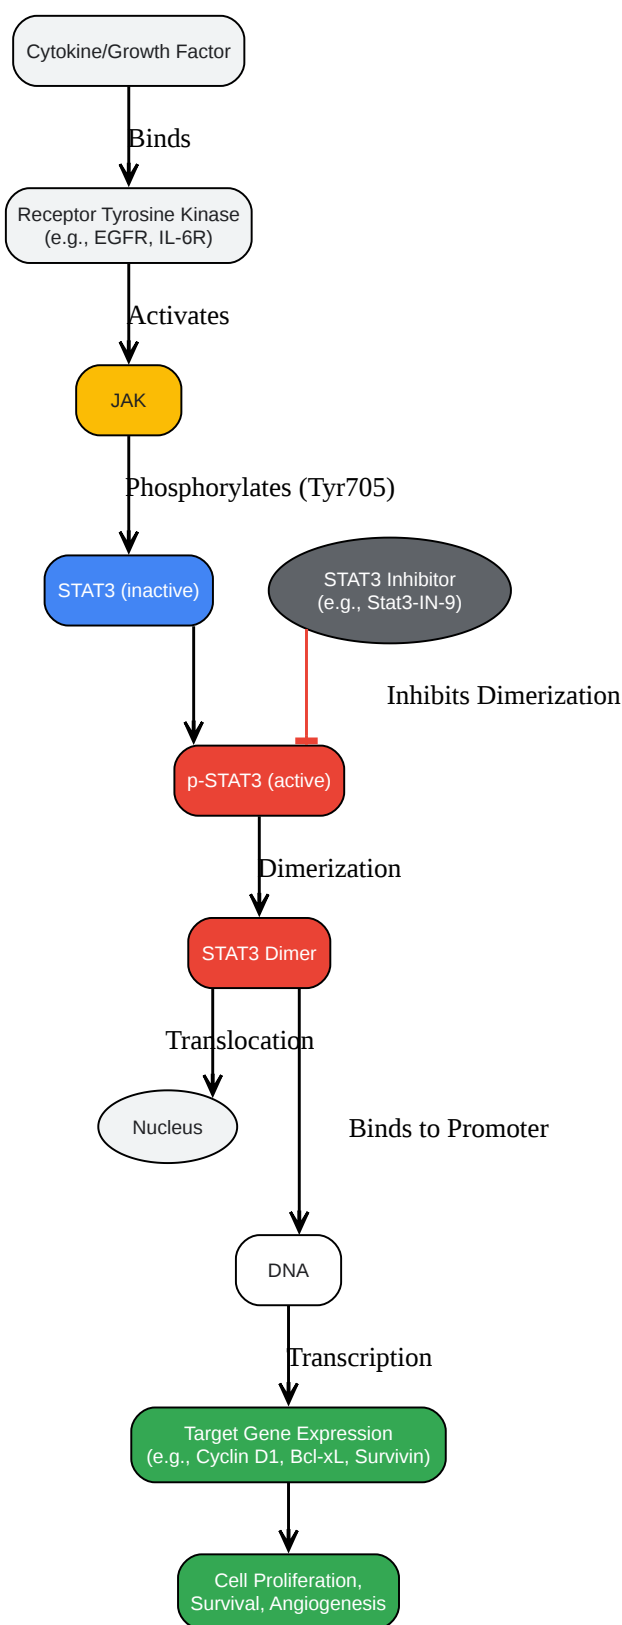 Cytokine/Growth Factor
Binds
Receptor Tyrosine Kinase
(e.g., EGFR, IL-6R)
Activates
JAK
Phosphorylates (Tyr705)
STAT3 (inactive)
STAT3 Inhibitor
(e.g., Stat3-IN-9)
Inhibits Dimerization
p-STAT3 (active)
Dimerization
STAT3 Dimer
Translocation
Nucleus
Binds to Promoter
DNA
Transcription
Target Gene Expression
(e.g., Cyclin D1, Bcl-xL, Survivin)
Cell Proliferation,
Survival, Angiogenesis